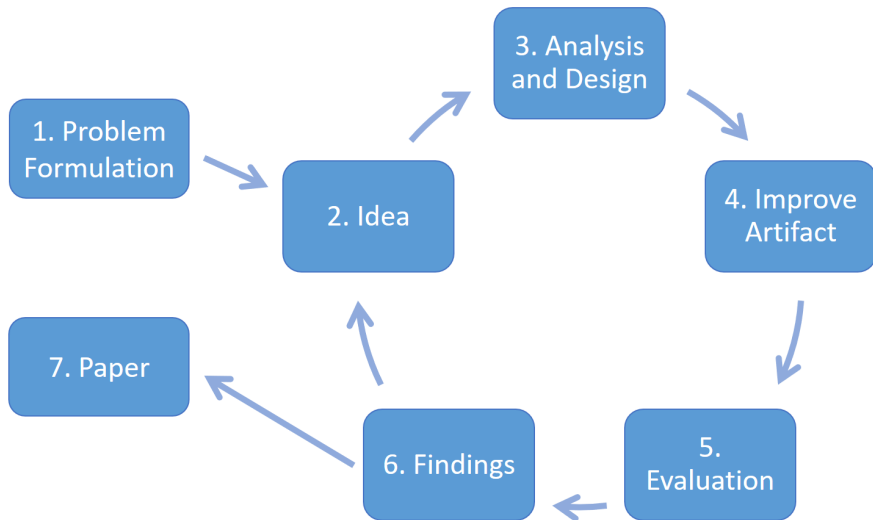 1. Problem
Formulation
2. Idea
3. Analysis
and Design
4. Improve
Artifact
5.
Evaluation
6. Findings
7. Paper